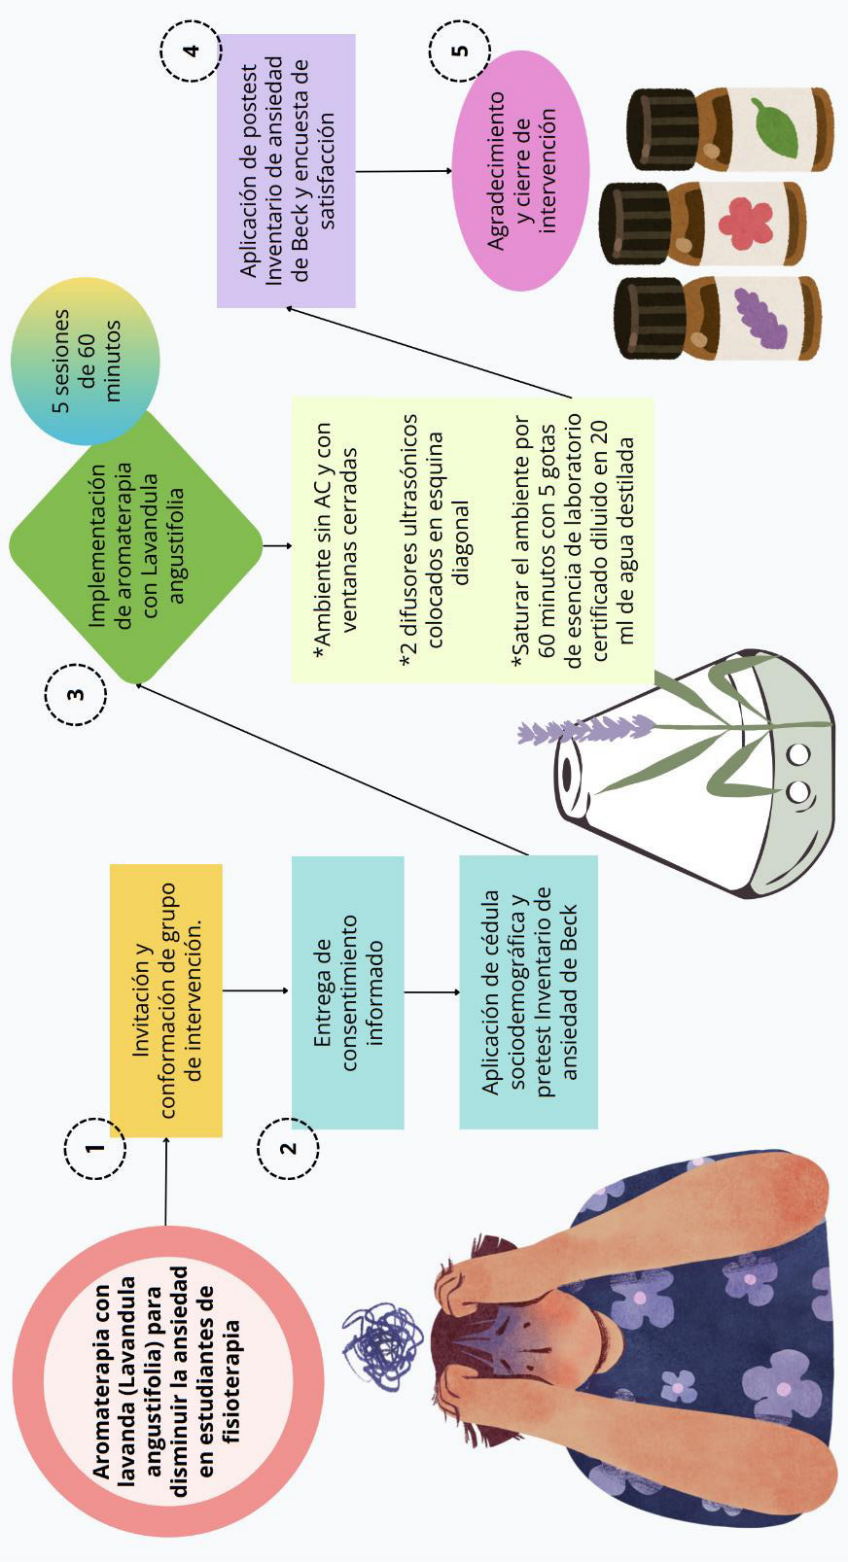 Aromaterapia con
lavanda (Lavandula
angustifolia) para
disminuir la ansiedad
en estudiantes de
fisioterapia
1
Invitación y
conformación de grupo
de intervención.
2
Entrega de
consentimiento
informado
Aplicación de cédula
sociodemográfica y
pretest Inventario de
ansiedad de Beck
3
Implementación
de aromaterapia
con Lavandula
angustifolia
5 sesiones
de 60
minutos
*Ambiente sin AC y con
ventanas cerradas
*2 difusores ultrasónicos
colocados en esquina
diagonal
*Saturar el ambiente por
60 minutos con 5 gotas
de esencia de laboratorio
certificado diluido en 20
ml de agua destilada
4
Aplicación de postest
Inventario de ansiedad
de Beck y encuesta de
satisfacción
5
Agradecimiento
y cierre de
intervención